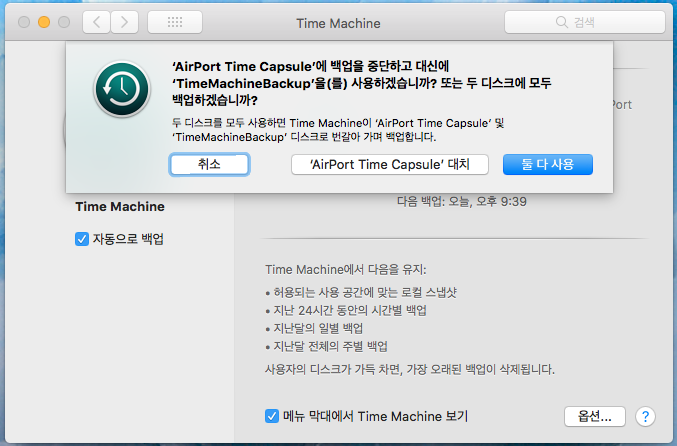 Time Machine
검색
'AirPort Time Capsule'에 백업을 중단하고 대신에
'TimeMachineBackup'을(를) 사용하겠습니까? 또는 두 디스크에 모두
백업하겠습니까?
두 디스크를 모두 사용하면 Time Machine이 'AirPort Time Capsule' 및
'TimeMachineBackup' 디스크로 번갈아 가며 백업합니다.
취소
'AirPort Time Capsule' 대치
둘 다 사용
Time Machine
자동으로 백업
다음 백업: 오늘, 오후 9:39
Time Machine에서 다음을 유지:
• 허용되는 사용 공간에 맞는 로컬 스냅샷
• 지난 24시간 동안의 시간별 백업
• 지난달의 일별 백업
• 지난달 전체의 주별 백업
사용자의 디스크가 가득 차면, 가장 오래된 백업이 삭제됩니다.
메뉴 막대에서 Time Machine 보기
옵션...
?